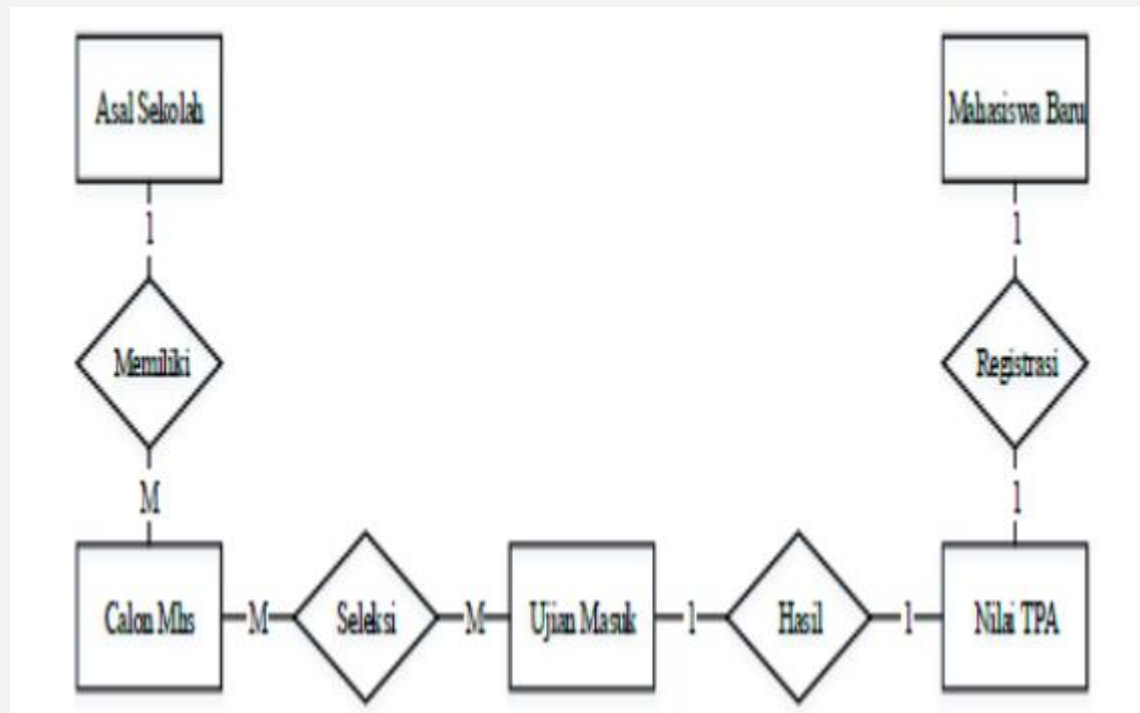 Asal Sekolah
Mahasiswa Baru
1
1
Memiliki
Registrasi
M
1
Calon Mhs
M
Seleksi
M
Ujian Masuk
1
Hasil
1
Nilai TPA